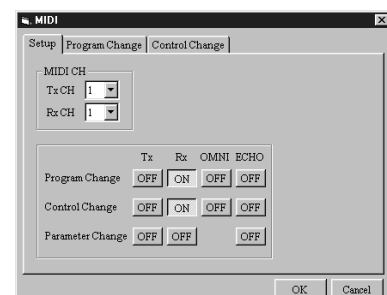 MIDI
Setup Program Change Control Change
MIDI CH
Tx CH 1
Rx CH 1
Tx Rx OMNI ECHO
Program Change OFF ON OFF OFF
Control Change OFF ON OFF OFF
Parameter Change OFF OFF OFF
OK Cancel